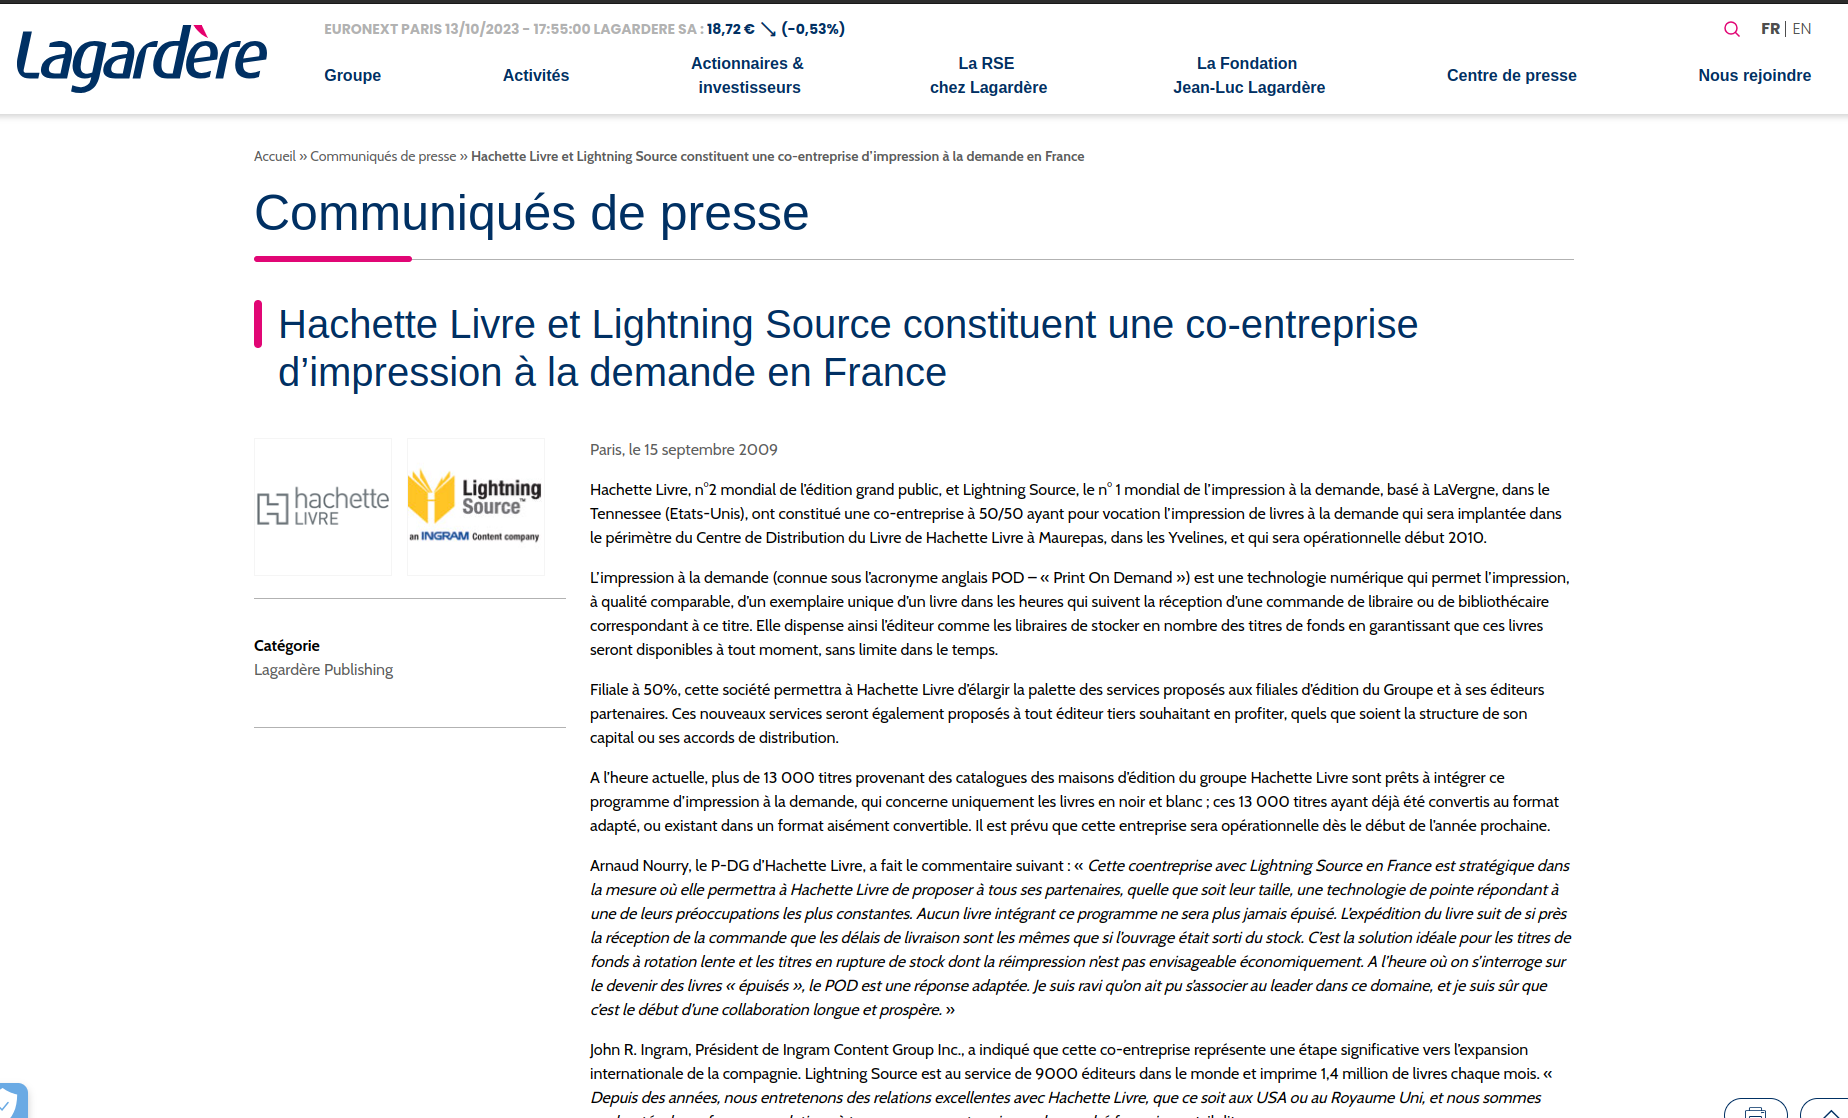 Lagardère
EURONEXT PARIS 13/10/2023 - 17:55:00 LAGARDERE SA : 18,72 € (-0,53%)
FR | EN
Groupe
Activités
Actionnaires &
investisseurs
La RSE
chez Lagardère
La Fondation
Jean-Luc Lagardère
Centre de presse
Nous rejoindre
Accueil » Communiqués de presse » Hachette Livre et Lightning Source constituent une co-entreprise d’impression à la demande en France
Communiqués de presse
Hachette Livre et Lightning Source constituent une co-entreprise
d’impression à la demande en France
hachette
LIVRE
Lightning
Source™
an INGRAM Content company
Catégorie
Lagardère Publishing
Paris, le 15 septembre 2009
Hachette Livre, n°2 mondial de l’édition grand public, et Lightning Source, le n° 1 mondial de l’impression à la demande, basé à LaVergne, dans le
Tennessee (Etats-Unis), ont constitué une co-entreprise à 50/50 ayant pour vocation l’impression de livres à la demande qui sera implantée dans
le périmètre du Centre de Distribution du Livre de Hachette Livre à Maurepas, dans les Yvelines, et qui sera opérationnelle début 2010.
L’impression à la demande (connue sous l’acronyme anglais POD – « Print On Demand ») est une technologie numérique qui permet l’impression,
à qualité comparable, d’un exemplaire unique d’un livre dans les heures qui suivent la réception d’une commande de libraire ou de bibliothécaire
correspondant à ce titre. Elle dispense ainsi l’éditeur comme les libraires de stocker en nombre des titres de fonds en garantissant que ces livres
seront disponibles à tout moment, sans limite dans le temps.
Filiale à 50%, cette société permettra à Hachette Livre d’élargir la palette des services proposés aux filiales d’édition du Groupe et à ses éditeurs
partenaires. Ces nouveaux services seront également proposés à tout éditeur tiers souhaitant en profiter, quels que soient la structure de son
capital ou ses accords de distribution.
A l’heure actuelle, plus de 13 000 titres provenant des catalogues des maisons d’édition du groupe Hachette Livre sont prêts à intégrer ce
programme d’impression à la demande, qui concerne uniquement les livres en noir et blanc ; ces 13 000 titres ayant déjà été convertis au format
adapté, ou existant dans un format aisément convertible. Il est prévu que cette entreprise sera opérationnelle dès le début de l’année prochaine.
Arnaud Nourry, le P-DG d’Hachette Livre, a fait le commentaire suivant : « Cette coentreprise avec Lightning Source en France est stratégique dans
la mesure où elle permettra à Hachette Livre de proposer à tous ses partenaires, quelle que soit leur taille, une technologie de pointe répondant à
une de leurs préoccupations les plus constantes. Aucun livre intégrant ce programme ne sera plus jamais épuisé. L’expédition du livre suit de si près
la réception de la commande que les délais de livraison sont les mêmes que si l’ouvrage était sorti du stock. C’est la solution idéale pour les titres de
fonds à rotation lente et les titres en rupture de stock dont la réimpression n’est pas envisageable économiquement. A l’heure où on s’interroge sur
le devenir des livres « épuisés », le POD est une réponse adaptée. Je suis ravi qu’on ait pu s’associer au leader dans ce domaine, et je suis sûr que
c’est le début d’une collaboration longue et prospère. »
John R. Ingram, Président de Ingram Content Group Inc., a indiqué que cette co-entreprise représente une étape significative vers l’expansion
internationale de la compagnie. Lightning Source est au service de 9000 éditeurs dans le monde et imprime 1,4 million de livres chaque mois. «
Depuis des années, nous entretenons des relations excellentes avec Hachette Livre, que ce soit aux USA ou au Royaume Uni, et nous sommes